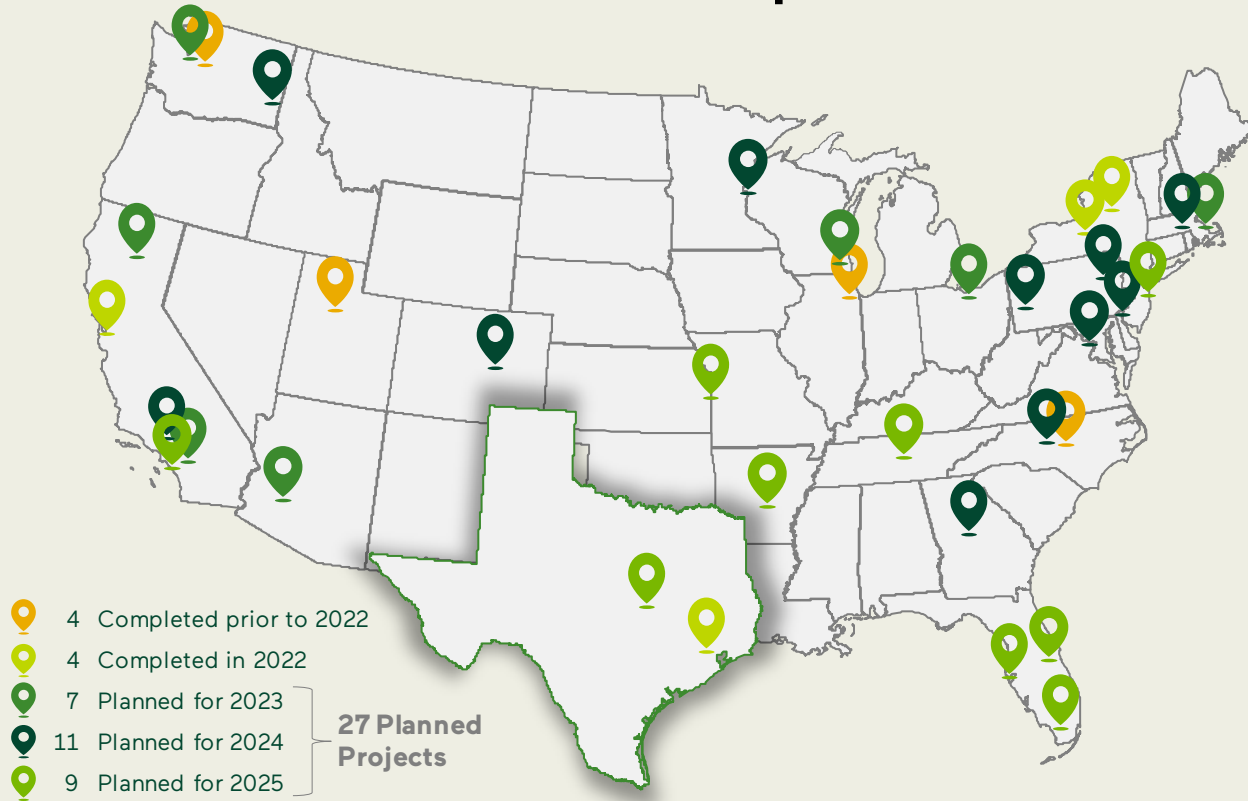 4 Completed prior to 2022
4 Completed in 2022
7 Planned for 2023
11 Planned for 2024
9 Planned for 2025
27 Planned
Projects